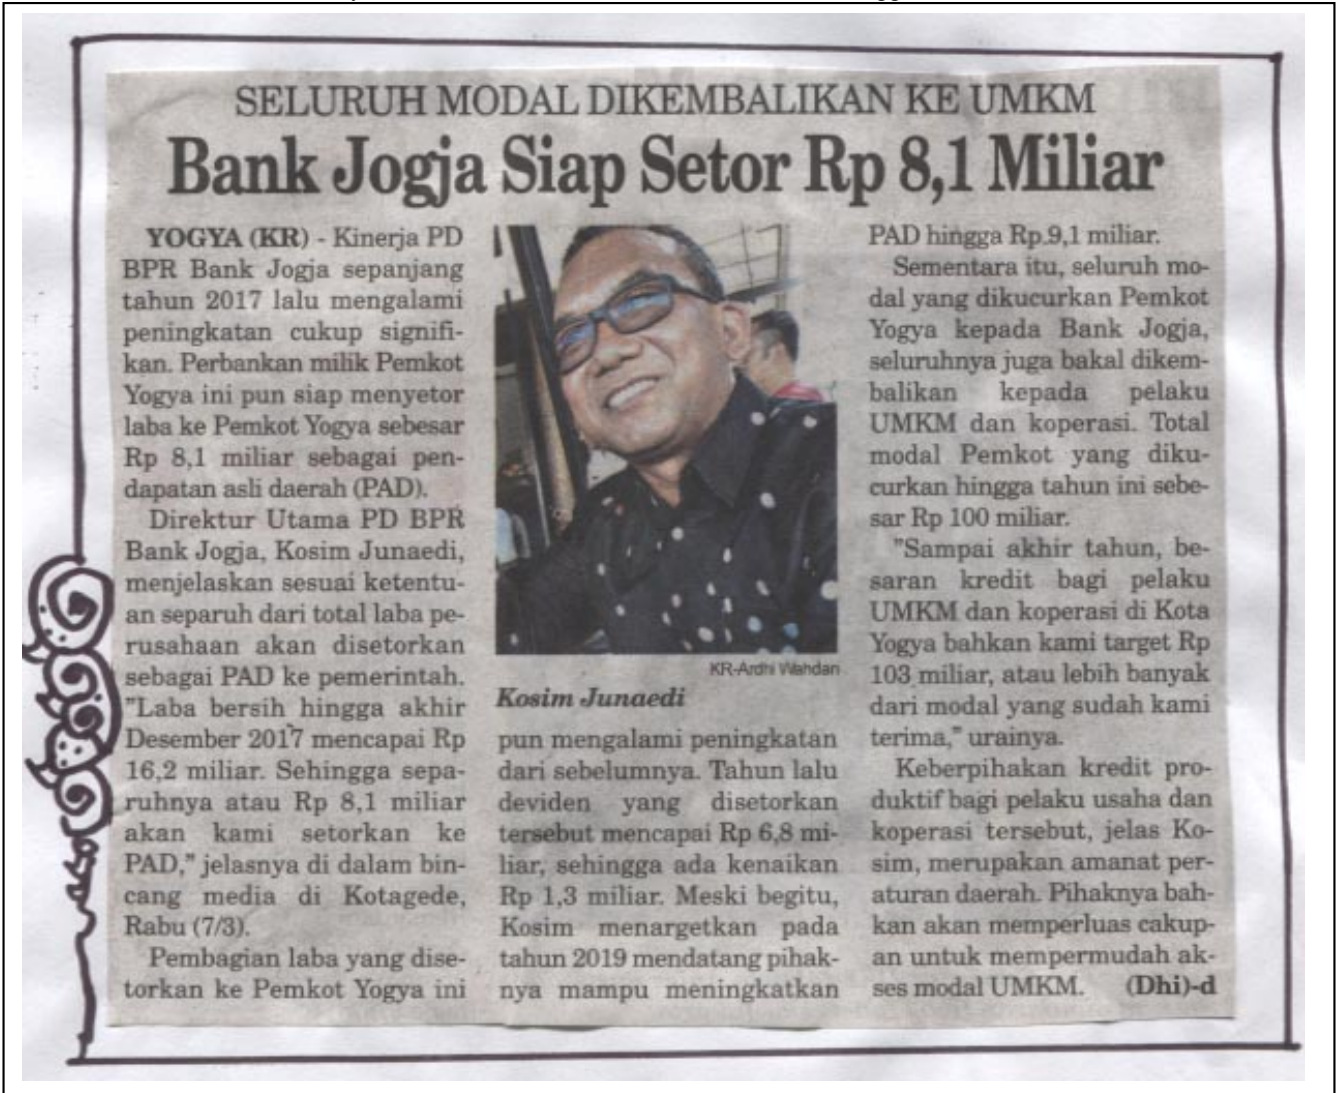 SELURUH MODAL DIKEMBALIKAN KE UMKM
Bank Jogja Siap Setor Rp 8,1 Miliar
YOGYA (KR) - Kinerja PD
BPR Bank Jogja sepanjang
tahun 2017 lalu mengalami
peningkatan cukup signifi-
kan. Perbankan milik Pemkot
Yogya ini pun siap menyetor
laba ke Pemkot Yogya sebesar
Rp 8,1 miliar sebagai pen-
dapatan asli daerah (PAD).
Direktur Utama PD BPR
Bank Jogja, Kosim Junaedi,
menjelaskan sesuai ketentu-
an separuh dari total laba pe-
rusahaan akan disetorkan
sebagai PAD ke pemerintah.
"Laba bersih hingga akhir
Desember 2017 mencapai Rp
16,2 miliar. Sehingga sepa-
ruhnya atau Rp 8,1 miliar
akan kami setorkan ke
PAD," jelasnya di dalam bin-
cang media di Kotagede,
Rabu (7/3).
Pembagian laba yang dise-
torkan ke Pemkot Yogya ini
KR-Ardhi Wahdan
Kosim Junaedi
pun mengalami peningkatan
dari sebelumnya. Tahun lalu
deviden yang disetorkan
tersebut mencapai Rp 6,8 mi-
liar, sehingga ada kenaikan
Rp 1,3 miliar. Meski begitu,
Kosim menargetkan pada
tahun 2019 mendatang pihak-
nya mampu meningkatkan
PAD hingga Rp.9,1 miliar.
Sementara itu, seluruh mo-
dal yang dikucurkan Pemkot
Yogya kepada Bank Jogja,
seluruhnya juga bakal dikem-
balikan kepada pelaku
UMKM dan koperasi. Total
modal Pemkot yang diku-
curkan hingga tahun ini sebe-
sar Rp 100 miliar.
"Sampai akhir tahun, be-
saran kredit bagi pelaku
UMKM dan koperasi di Kota
Yogya bahkan kami target Rp
103 miliar, atau lebih banyak
dari modal yang sudah kami
terima," urainya.
Keberpihakan kredit pro-
duktif bagi pelaku usaha dan
koperasi tersebut, jelas Ko-
sim, merupakan amanat per-
aturan daerah. Pihaknya bah-
kan akan memperluas cakup-
an untuk mempermudah ak-
ses modal UMKM. (Dhi)-d